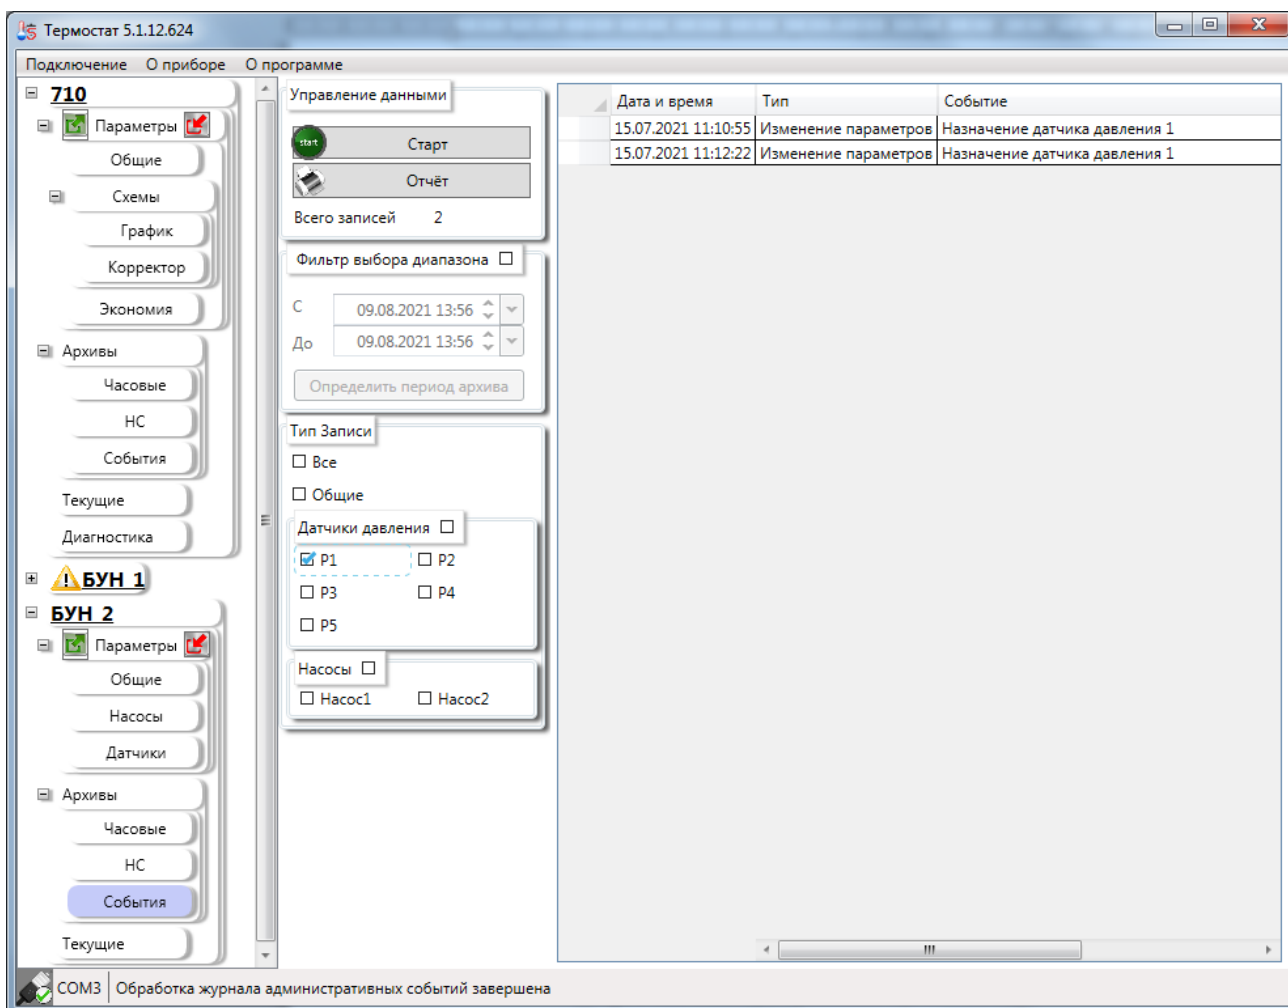 Термостат 5.1.12.624
Подключение О приборе О программе
710
Параметры
Общие
Схемы
График
Корректор
Экономия
Архивы
Часовые
НС
События
Текущие
Диагностика
БУН_1
БУН_2
Параметры
Общие
Насосы
Датчики
Архивы
Часовые
НС
События
Текущие
Управление данными
start Старт
Отчёт
Всего записей 2
Фильтр выбора диапазона
С 09.08.2021 13:56
До 09.08.2021 13:56
Определить период архива
Тип Записи
Все
Общие
Датчики давления
P1 P2
P3 P4
P5
Насосы
Насос1 Насос2
Дата и время Тип Событие
15.07.2021 11:10:55 Изменение параметров Назначение датчика давления 1
15.07.2021 11:12:22 Изменение параметров Назначение датчика давления 1
COM3 Обработка журнала административных событий завершена